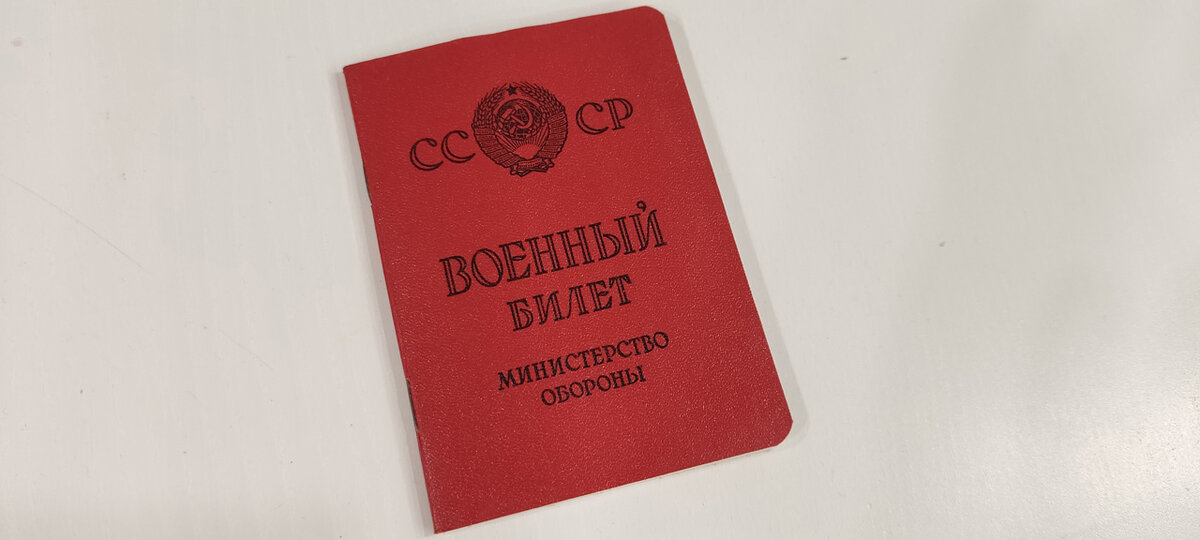 СС СР
ВОЕННЫЙ
БИЛЕТ
МИНИСТЕРСТВО
ОБОРОНЫ